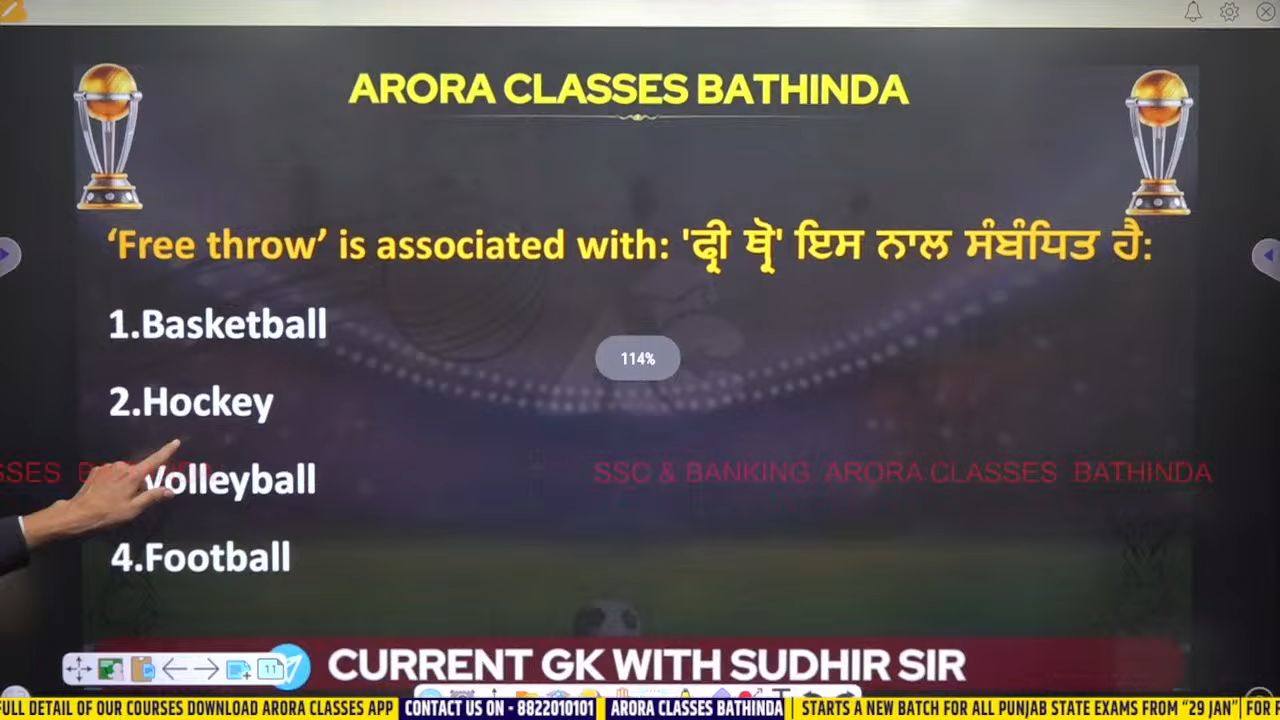 ARORA CLASSES BATHINDA
‘Free throw’ is associated with: 'ਫ੍ਰੀ ਥ੍ਰੋ' ਇਸ ਨਾਲ ਸੰਬੰਧਿਤ ਹੈ:
1.Basketball
114%
2.Hockey
Volleyball
SSC & BANKING ARORA CLASSES BATHINDA
4.Football
11
CURRENT GK WITH SUDHIR SIR
FULL DETAIL OF OUR COURSES DOWNLOAD ARORA CLASSES APP CONTACT US ON - 8822010101 ARORA CLASSES BATHINDA STARTS A NEW BATCH FOR ALL PUNJAB STATE EXAMS FROM “29 JAN”